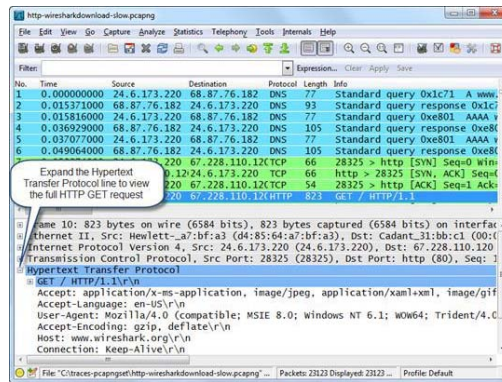 http-wiresharkdownload-slow.pcapng
File Edit View Go Capture Analyze Statistics Telephony Tools Internals Help
Filter: Expression... Clear Apply Save
No. Time Source Destination Protocol Length Info
1 0.000000000 24.6.173.220 68.87.76.182 DNS 77 Standard query 0x1c71 A www.
2 0.015371000 68.87.76.182 24.6.173.220 DNS 93 Standard query response 0x1c
3 0.015816000 24.6.173.220 68.87.76.182 DNS 77 Standard query 0xe801 AAAA w
4 0.036929000 68.87.76.182 24.6.173.220 DNS 105 Standard query response 0xe8
5 0.037077000 24.6.173.220 68.87.76.182 DNS 77 Standard query 0xe801 AAAA w
6 0.049064000 68.87.76.182 24.6.173.220 DNS 105 Standard query response 0xe8
67.228.110.120 TCP 66 28325 > http [SYN] Seq=0 Win
24.6.173.220 TCP 66 http > 28325 [SYN, ACK] Seq=
67.228.110.120 TCP 54 28325 > http [ACK] Seq=1 Ack
67.228.110.120 HTTP 823 GET / HTTP/1.1
Expand the Hypertext
Transfer Protocol line to view
the full HTTP GET request
Frame 10: 823 bytes on wire (6584 bits), 823 bytes captured (6584 bits) on interfac
Ethernet II, Src: Hewlett-_a7:bf:a3 (d4:85:64:a7:bf:a3), Dst: Cadant_31:bb:c1 (00:0
Internet Protocol Version 4, Src: 24.6.173.220 (24.6.173.220), Dst: 67.228.110.120
Transmission Control Protocol, Src Port: 28325 (28325), Dst Port: http (80), Seq: 1
Hypertext Transfer Protocol
GET / HTTP/1.1\r\n
Accept: application/x-ms-application, image/jpeg, application/xaml+xml, image/gif
Accept-Language: en-US\r\n
User-Agent: Mozilla/4.0 (compatible; MSIE 8.0; Windows NT 6.1; WOW64; Trident/4.0
Accept-Encoding: gzip, deflate\r\n
Host: www.wireshark.org\r\n
Connection: Keep-Alive\r\n
File: "C:\traces-pcapngset\http-wiresharkdownload-slow.pcapng" ... Packets: 23123 Displayed: 23123 ... Profile: Default